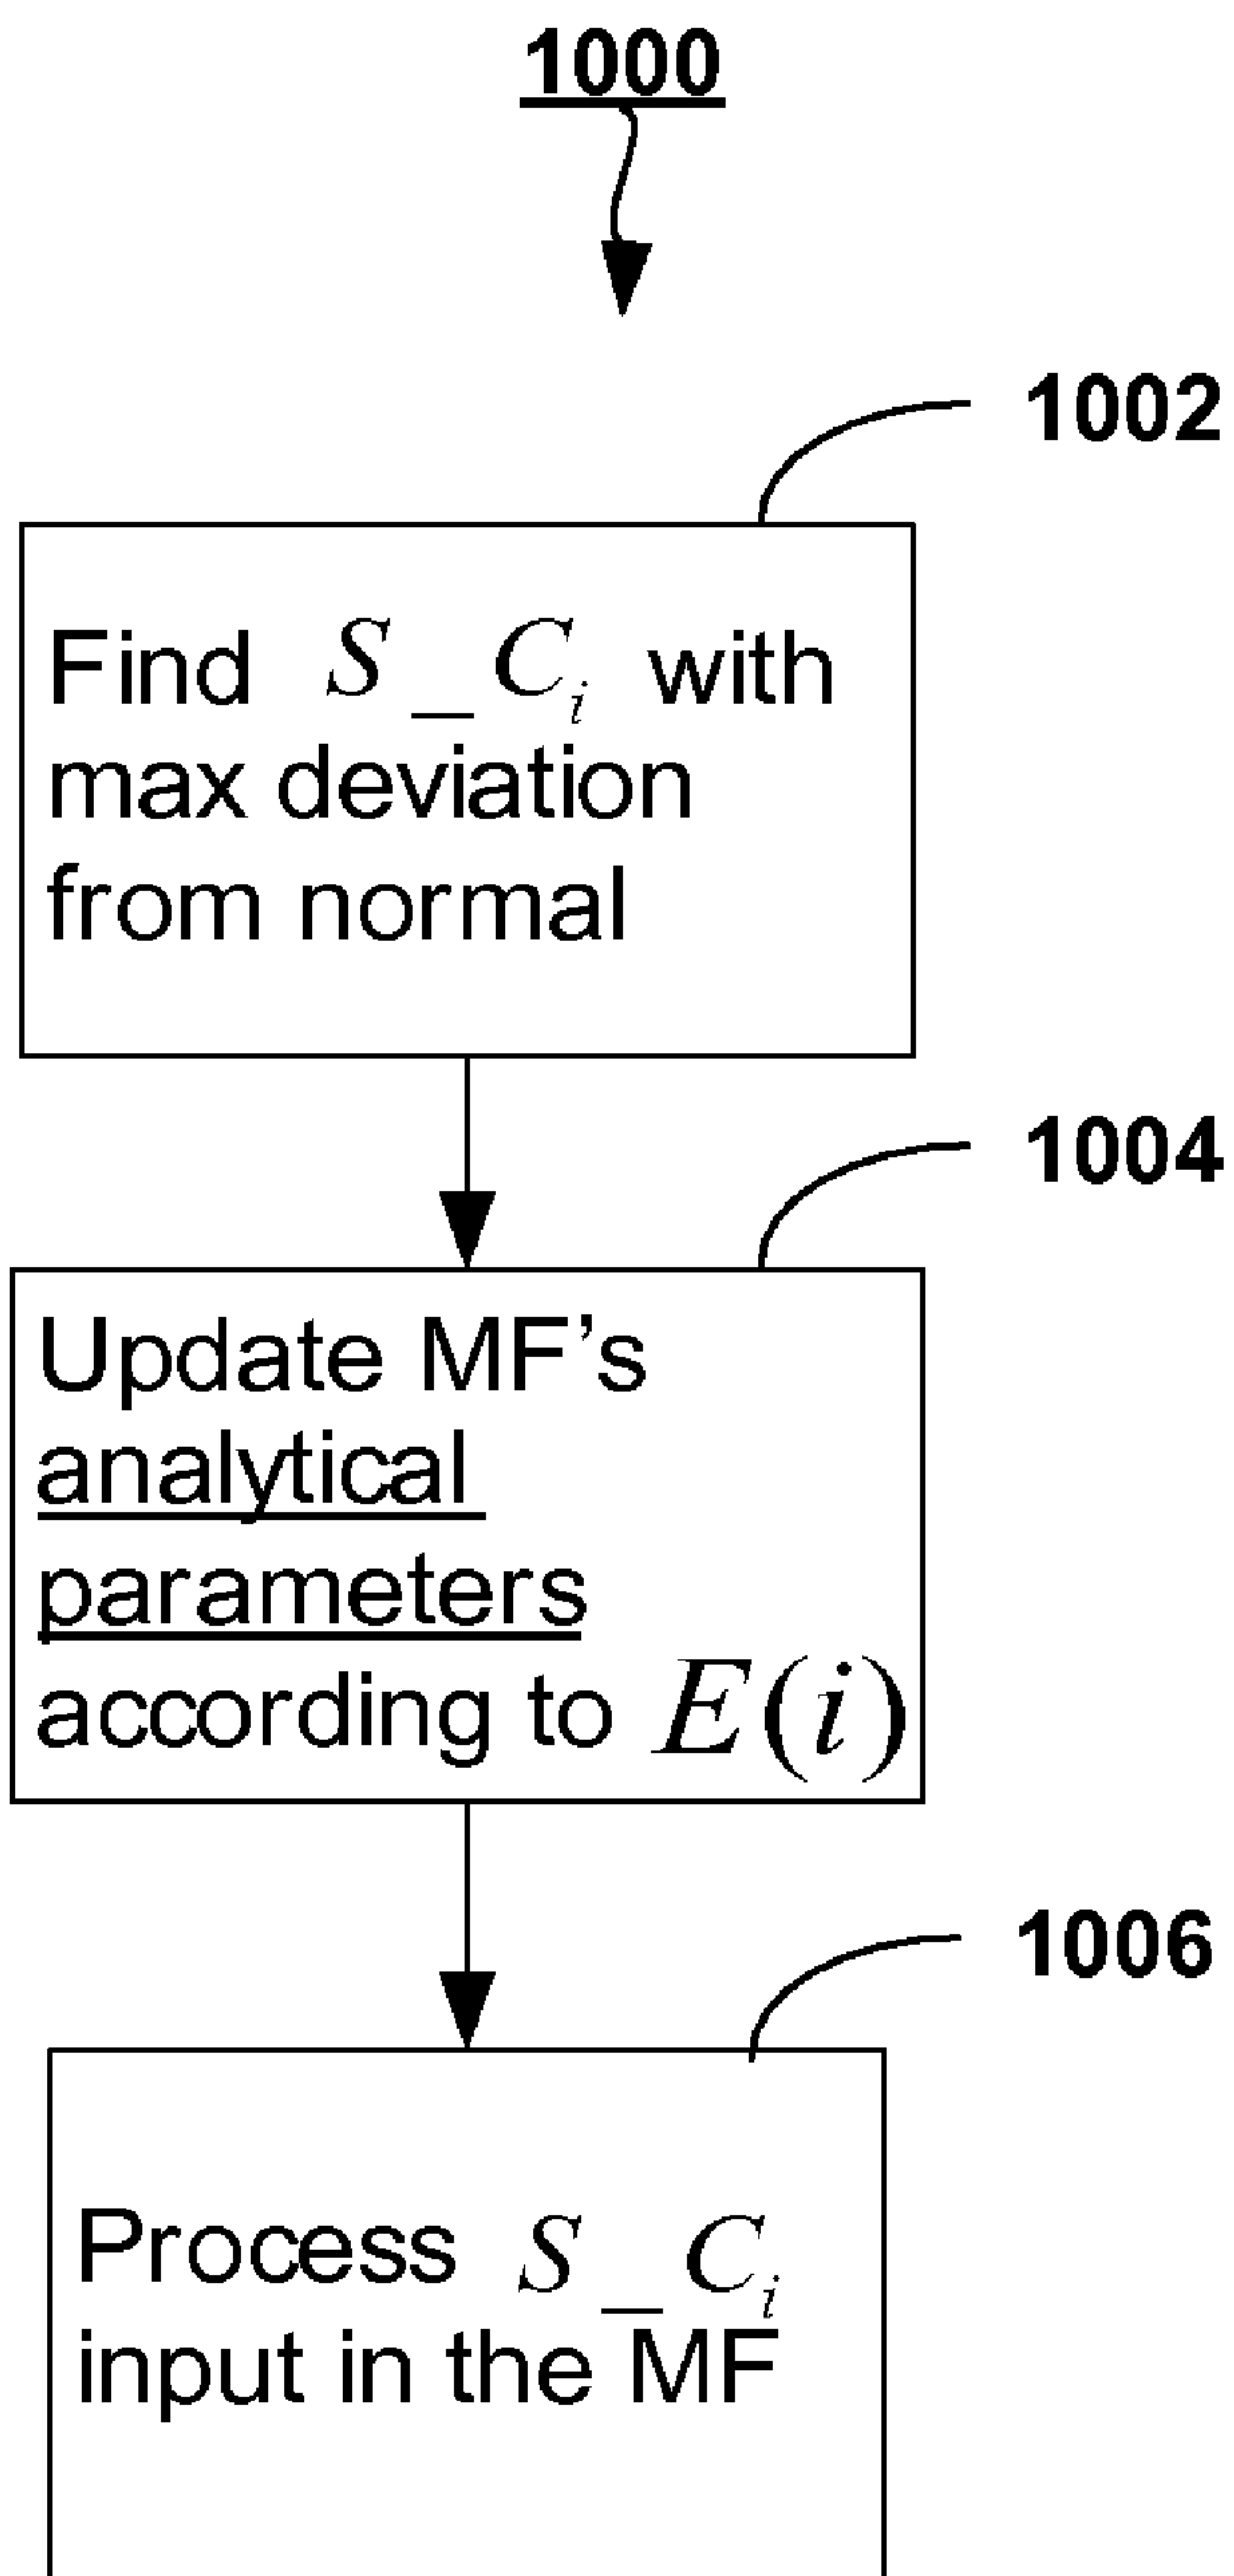 1000
1002
Find S_C_i with
max deviation
from normal
1004
Update MF’s
analytical
parameters
according to E(i)
1006
Process S_C_i
input in the MF